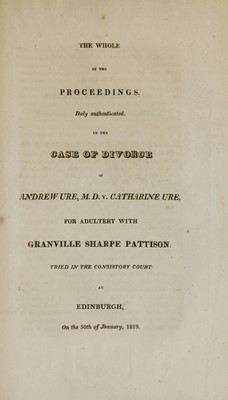 THE WHOLE
OF THE
PROCEEDINGS.
Duly authenticated.
IN THE
CASE OF DIVORCE
OF
ANDREW URE, M. D. v. CATHARINE URE,
FOR ADULTERY WITH
GRANVILLE SHARPE PATTISON.
TRIED IN THE CONSISTORY COURT
AT
EDINBURGH,
On the 30th of January, 1819.